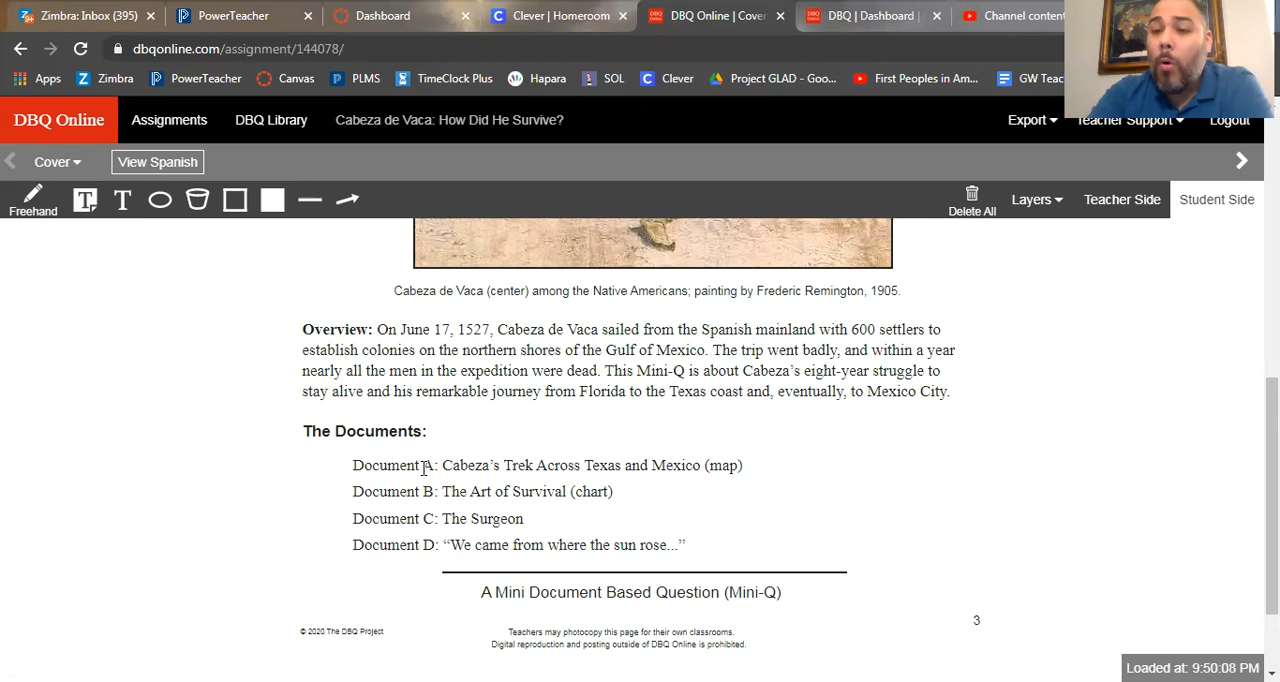 Zimbra: Inbox (395) PowerTeacher Dashboard Clever | Homeroom DBQ Online | Cove DBQ | Dashboard YouTube Channel content
dbqonline.com/assignment/144078/
Apps Zimbra PowerTeacher Canvas PLMS TimeClock Plus Hapara SOL Clever Project GLAD - Goo... First Peoples in Am... GW Teac
DBQ Online Assignments DBQ Library Cabeza de Vaca: How Did He Survive? Export Teacher Support Logout
Cover View Spanish
Freehand T T Delete All Layers Teacher Side Student Side
Cabeza de Vaca (center) among the Native Americans; painting by Frederic Remington, 1905.
Overview: On June 17, 1527, Cabeza de Vaca sailed from the Spanish mainland with 600 settlers to
establish colonies on the northern shores of the Gulf of Mexico. The trip went badly, and within a year
nearly all the men in the expedition were dead. This Mini-Q is about Cabeza's eight-year struggle to
stay alive and his remarkable journey from Florida to the Texas coast and, eventually, to Mexico City.
The Documents:
Document A: Cabeza's Trek Across Texas and Mexico (map)
Document B: The Art of Survival (chart)
Document C: The Surgeon
Document D: “We came from where the sun rose...”
A Mini Document Based Question (Mini-Q)
3
© 2020 The DBQ Project
Teachers may photocopy this page for their own classrooms.
Digital reproduction and posting outside of DBQ Online is prohibited.
Loaded at: 9:50:08 PM